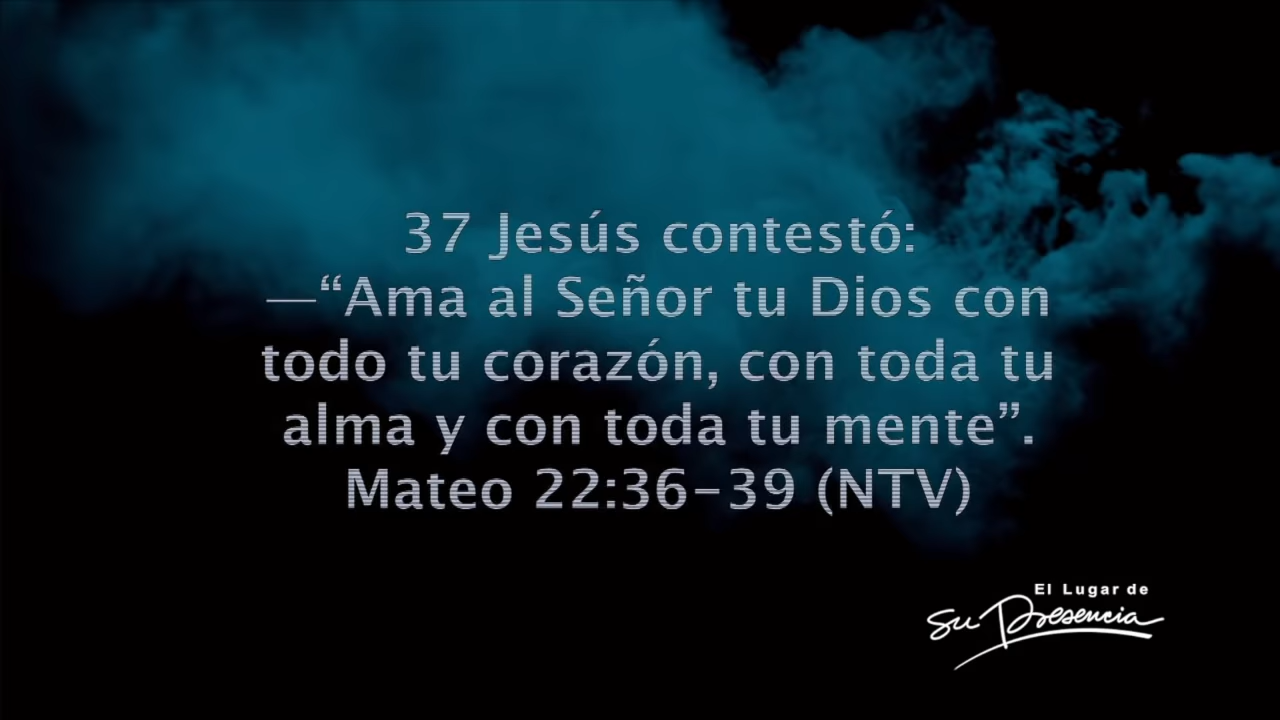 37 Jesús contestó:
—“Ama al Señor tu Dios con
todo tu corazón, con toda tu
alma y con toda tu mente”.
Mateo 22:36-39 (NTV)
El Lugar de
Su Presencia